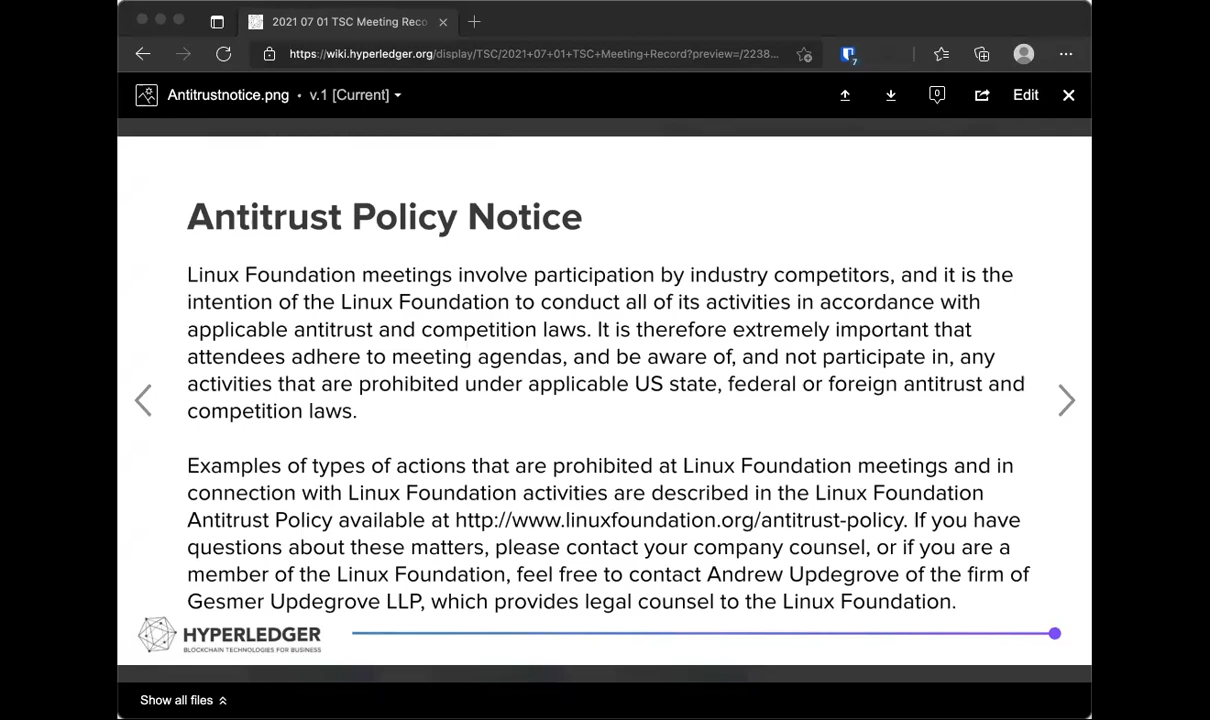 2021 07 01 TSC Meeting Reco
https://wiki.hyperledger.org/display/TSC/2021+07+01+TSC+Meeting+Record?preview=/2238...
7
Antitrustnotice.png • v.1 [Current]
0
Edit
Antitrust Policy Notice
Linux Foundation meetings involve participation by industry competitors, and it is the
intention of the Linux Foundation to conduct all of its activities in accordance with
applicable antitrust and competition laws. It is therefore extremely important that
attendees adhere to meeting agendas, and be aware of, and not participate in, any
activities that are prohibited under applicable US state, federal or foreign antitrust and
competition laws.
Examples of types of actions that are prohibited at Linux Foundation meetings and in
connection with Linux Foundation activities are described in the Linux Foundation
Antitrust Policy available at http://www.linuxfoundation.org/antitrust-policy. If you have
questions about these matters, please contact your company counsel, or if you are a
member of the Linux Foundation, feel free to contact Andrew Updegrove of the firm of
Gesmer Updegrove LLP, which provides legal counsel to the Linux Foundation.
HYPERLEDGER
BLOCKCHAIN TECHNOLOGIES FOR BUSINESS
Show all files